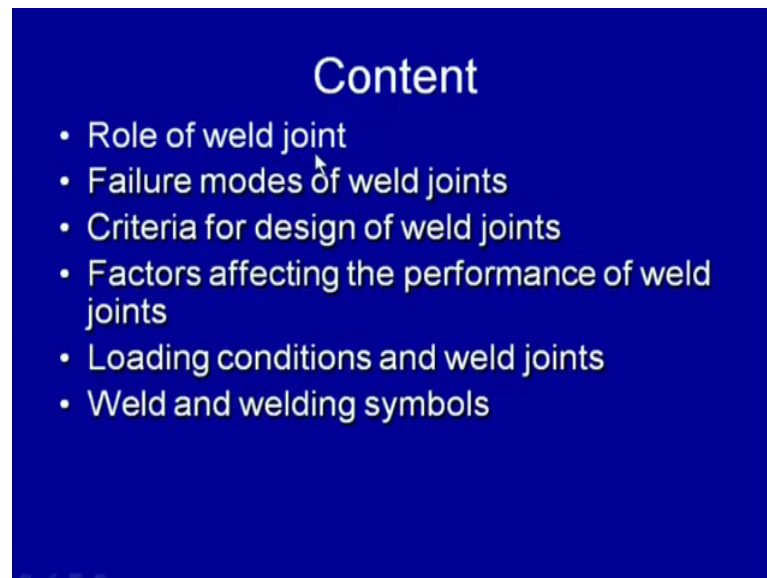 Content
• Role of weld joint
• Failure modes of weld joints
• Criteria for design of weld joints
• Factors affecting the performance of weld
joints
• Loading conditions and weld joints
• Weld and welding symbols